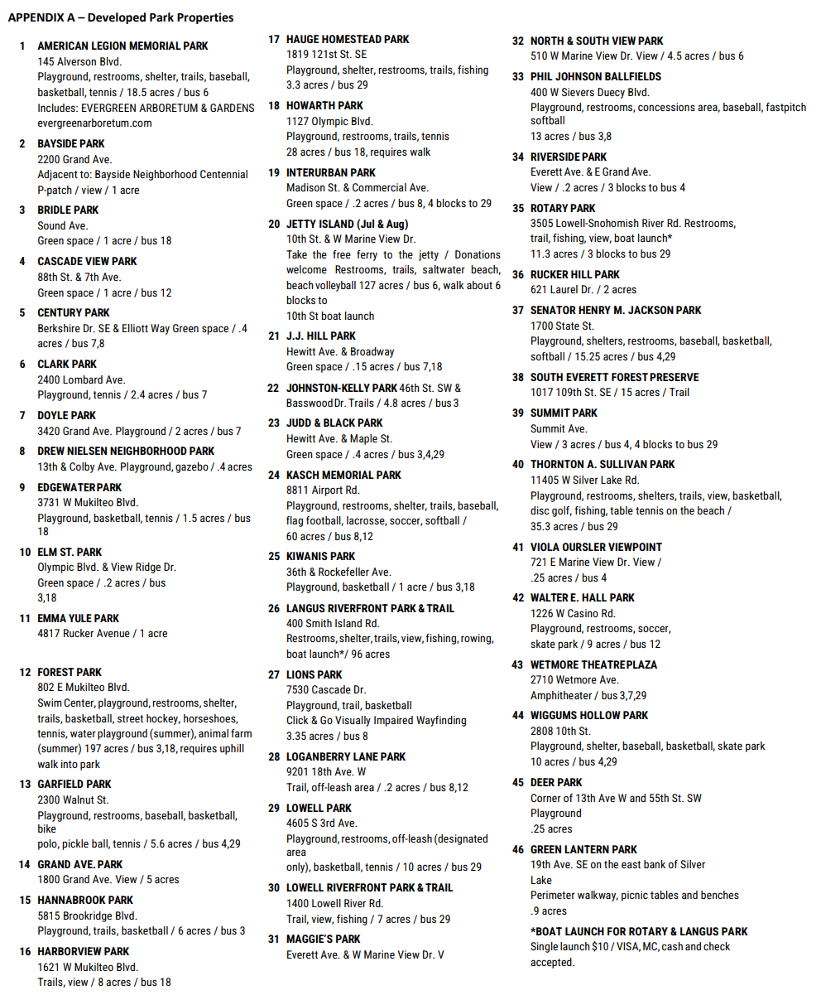 APPENDIX A – Developed Park Properties
1 AMERICAN LEGION MEMORIAL PARK
145 Alverson Blvd.
Playground, restrooms, shelter, trails, baseball,
basketball, tennis / 18.5 acres / bus 6
Includes: EVERGREEN ARBORETUM & GARDENS
evergreenarboretum.com
2 BAYSIDE PARK
2200 Grand Ave.
Adjacent to: Bayside Neighborhood Centennial
P-patch / view / 1 acre
3 BRIDLE PARK
Sound Ave.
Green space / 1 acre / bus 18
4 CASCADE VIEW PARK
88th St. & 7th Ave.
Green space / 1 acre / bus 12
5 CENTURY PARK
Berkshire Dr. SE & Elliott Way Green space / .4
acres / bus 7,8
6 CLARK PARK
2400 Lombard Ave.
Playground, tennis / 2.4 acres / bus 7
7 DOYLE PARK
3420 Grand Ave. Playground / 2 acres / bus 7
8 DREW NIELSEN NEIGHBORHOOD PARK
13th & Colby Ave. Playground, gazebo / .4 acres
9 EDGEWATER PARK
3731 W Mukilteo Blvd.
Playground, basketball, tennis / 1.5 acres / bus
18
10 ELM ST. PARK
Olympic Blvd. & View Ridge Dr.
Green space / .2 acres / bus
3,18
11 EMMA YULE PARK
4817 Rucker Avenue / 1 acre
12 FOREST PARK
802 E Mukilteo Blvd.
Swim Center, playground, restrooms, shelter,
trails, basketball, street hockey, horseshoes,
tennis, water playground (summer), animal farm
(summer) 197 acres / bus 3,18, requires uphill
walk into park
13 GARFIELD PARK
2300 Walnut St.
Playground, restrooms, baseball, basketball,
bike
polo, pickle ball, tennis / 5.6 acres / bus 4,29
14 GRAND AVE. PARK
1800 Grand Ave. View / 5 acres
15 HANNABROOK PARK
5815 Brookridge Blvd.
Playground, trails, basketball / 6 acres / bus 3
16 HARBORVIEW PARK
1621 W Mukilteo Blvd.
Trails, view / 8 acres / bus 18
17 HAUGE HOMESTEAD PARK
1819 121st St. SE
Playground, shelter, restrooms, trails, fishing
3.3 acres / bus 29
18 HOWARTH PARK
1127 Olympic Blvd.
Playground, restrooms, trails, tennis
28 acres / bus 18, requires walk
19 INTERURBAN PARK
Madison St. & Commercial Ave.
Green space / .2 acres / bus 8, 4 blocks to 29
20 JETTY ISLAND (Jul & Aug)
10th St. & W Marine View Dr.
Take the free ferry to the jetty / Donations
welcome Restrooms, trails, saltwater beach,
beach volleyball 127 acres / bus 6, walk about 6
blocks to
10th St boat launch
21 J.J. HILL PARK
Hewitt Ave. & Broadway
Green space / .15 acres / bus 7,18
22 JOHNSTON-KELLY PARK 46th St. SW &
Basswood Dr. Trails / 4.8 acres / bus 3
23 JUDD & BLACK PARK
Hewitt Ave. & Maple St.
Green space / .4 acres / bus 3,4,29
24 KASCH MEMORIAL PARK
8811 Airport Rd.
Playground, restrooms, shelter, trails, baseball,
flag football, lacrosse, soccer, softball /
60 acres / bus 8,12
25 KIWANIS PARK
36th & Rockefeller Ave.
Playground, basketball / 1 acre / bus 3,18
26 LANGUS RIVERFRONT PARK & TRAIL
400 Smith Island Rd.
Restrooms, shelter, trails, view, fishing, rowing,
boat launch*/ 96 acres
27 LIONS PARK
7530 Cascade Dr.
Playground, trail, basketball
Click & Go Visually Impaired Wayfinding
3.35 acres / bus 8
28 LOGANBERRY LANE PARK
9201 18th Ave. W
Trail, off-leash area / .2 acres / bus 8,12
29 LOWELL PARK
4605 S 3rd Ave.
Playground, restrooms, off-leash (designated
area
only), basketball, tennis / 10 acres / bus 29
30 LOWELL RIVERFRONT PARK & TRAIL
1400 Lowell River Rd.
Trail, view, fishing / 7 acres / bus 29
31 MAGGIE'S PARK
Everett Ave. & W Marine View Dr. V
32 NORTH & SOUTH VIEW PARK
510 W Marine View Dr. View / 4.5 acres / bus 6
33 PHIL JOHNSON BALLFIELDS
400 W Sievers Duecy Blvd.
Playground, restrooms, concessions area, baseball, fastpitch
softball
13 acres / bus 3,8
34 RIVERSIDE PARK
Everett Ave. & E Grand Ave.
View / .2 acres / 3 blocks to bus 4
35 ROTARY PARK
3505 Lowell-Snohomish River Rd. Restrooms,
trail, fishing, view, boat launch*
11.3 acres / 3 blocks to bus 29
36 RUCKER HILL PARK
621 Laurel Dr. / 2 acres
37 SENATOR HENRY M. JACKSON PARK
1700 State St.
Playground, shelters, restrooms, baseball, basketball,
softball / 15.25 acres / bus 4,29
38 SOUTH EVERETT FOREST PRESERVE
1017 109th St. SE / 15 acres / Trail
39 SUMMIT PARK
Summit Ave.
View / 3 acres / bus 4, 4 blocks to bus 29
40 THORNTON A. SULLIVAN PARK
11405 W Silver Lake Rd.
Playground, restrooms, shelters, trails, view, basketball,
disc golf, fishing, table tennis on the beach /
35.3 acres / bus 29
41 VIOLA OURSLER VIEWPOINT
721 E Marine View Dr. View /
.25 acres / bus 4
42 WALTER E. HALL PARK
1226 W Casino Rd.
Playground, restrooms, soccer,
skate park / 9 acres / bus 12
43 WETMORE THEATRE PLAZA
2710 Wetmore Ave.
Amphitheater / bus 3,7,29
44 WIGGUMS HOLLOW PARK
2808 10th St.
Playground, shelter, baseball, basketball, skate park
10 acres / bus 4,29
45 DEER PARK
Corner of 13th Ave W and 55th St. SW
Playground
.25 acres
46 GREEN LANTERN PARK
19th Ave. SE on the east bank of Silver
Lake
Perimeter walkway, picnic tables and benches
.9 acres
*BOAT LAUNCH FOR ROTARY & LANGUS PARK
Single launch $10 / VISA, MC, cash and check
accepted.